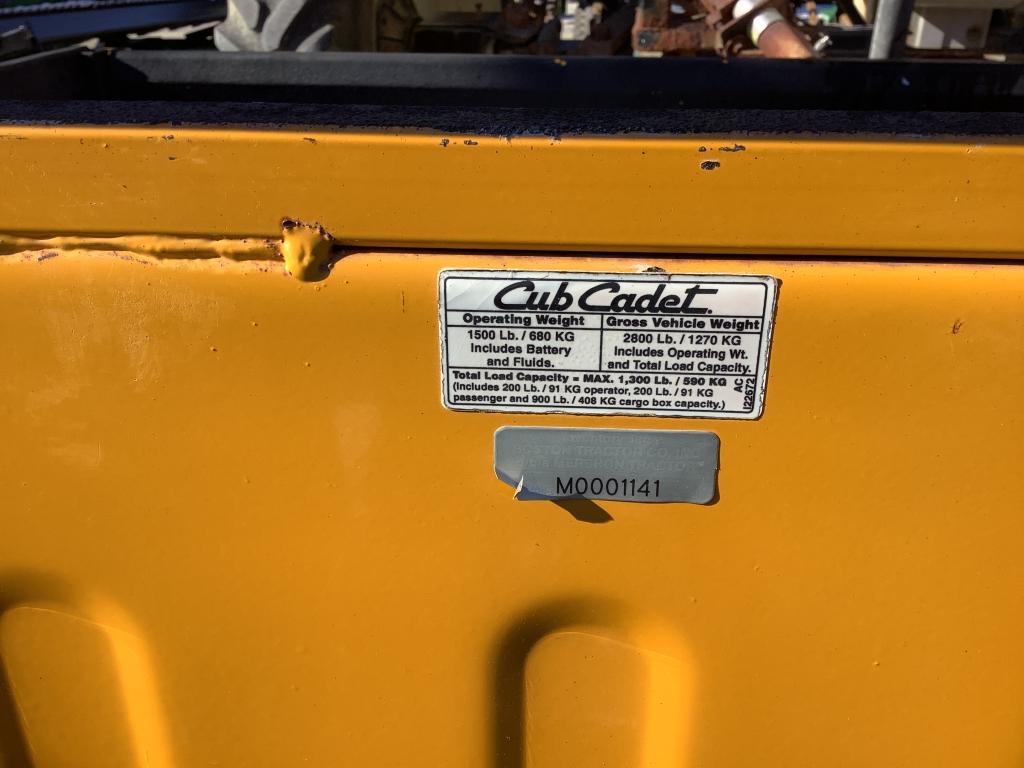 Cub Cadet.
Operating Weight
1500 Lb. / 680 KG
Includes Battery
and Fluids.
Gross Vehicle Weight
2800 Lb. / 1270 KG
Includes Operating Wt.
and Total Load Capacity.
Total Load Capacity = MAX. 1,300 Lb. / 590 KG
(Includes 200 Lb. / 91 KG operator, 200 Lb. / 91 KG
passenger and 900 Lb. / 408 KG cargo box capacity.)
AC
122672
TRACTOR CO. INC
M0001141